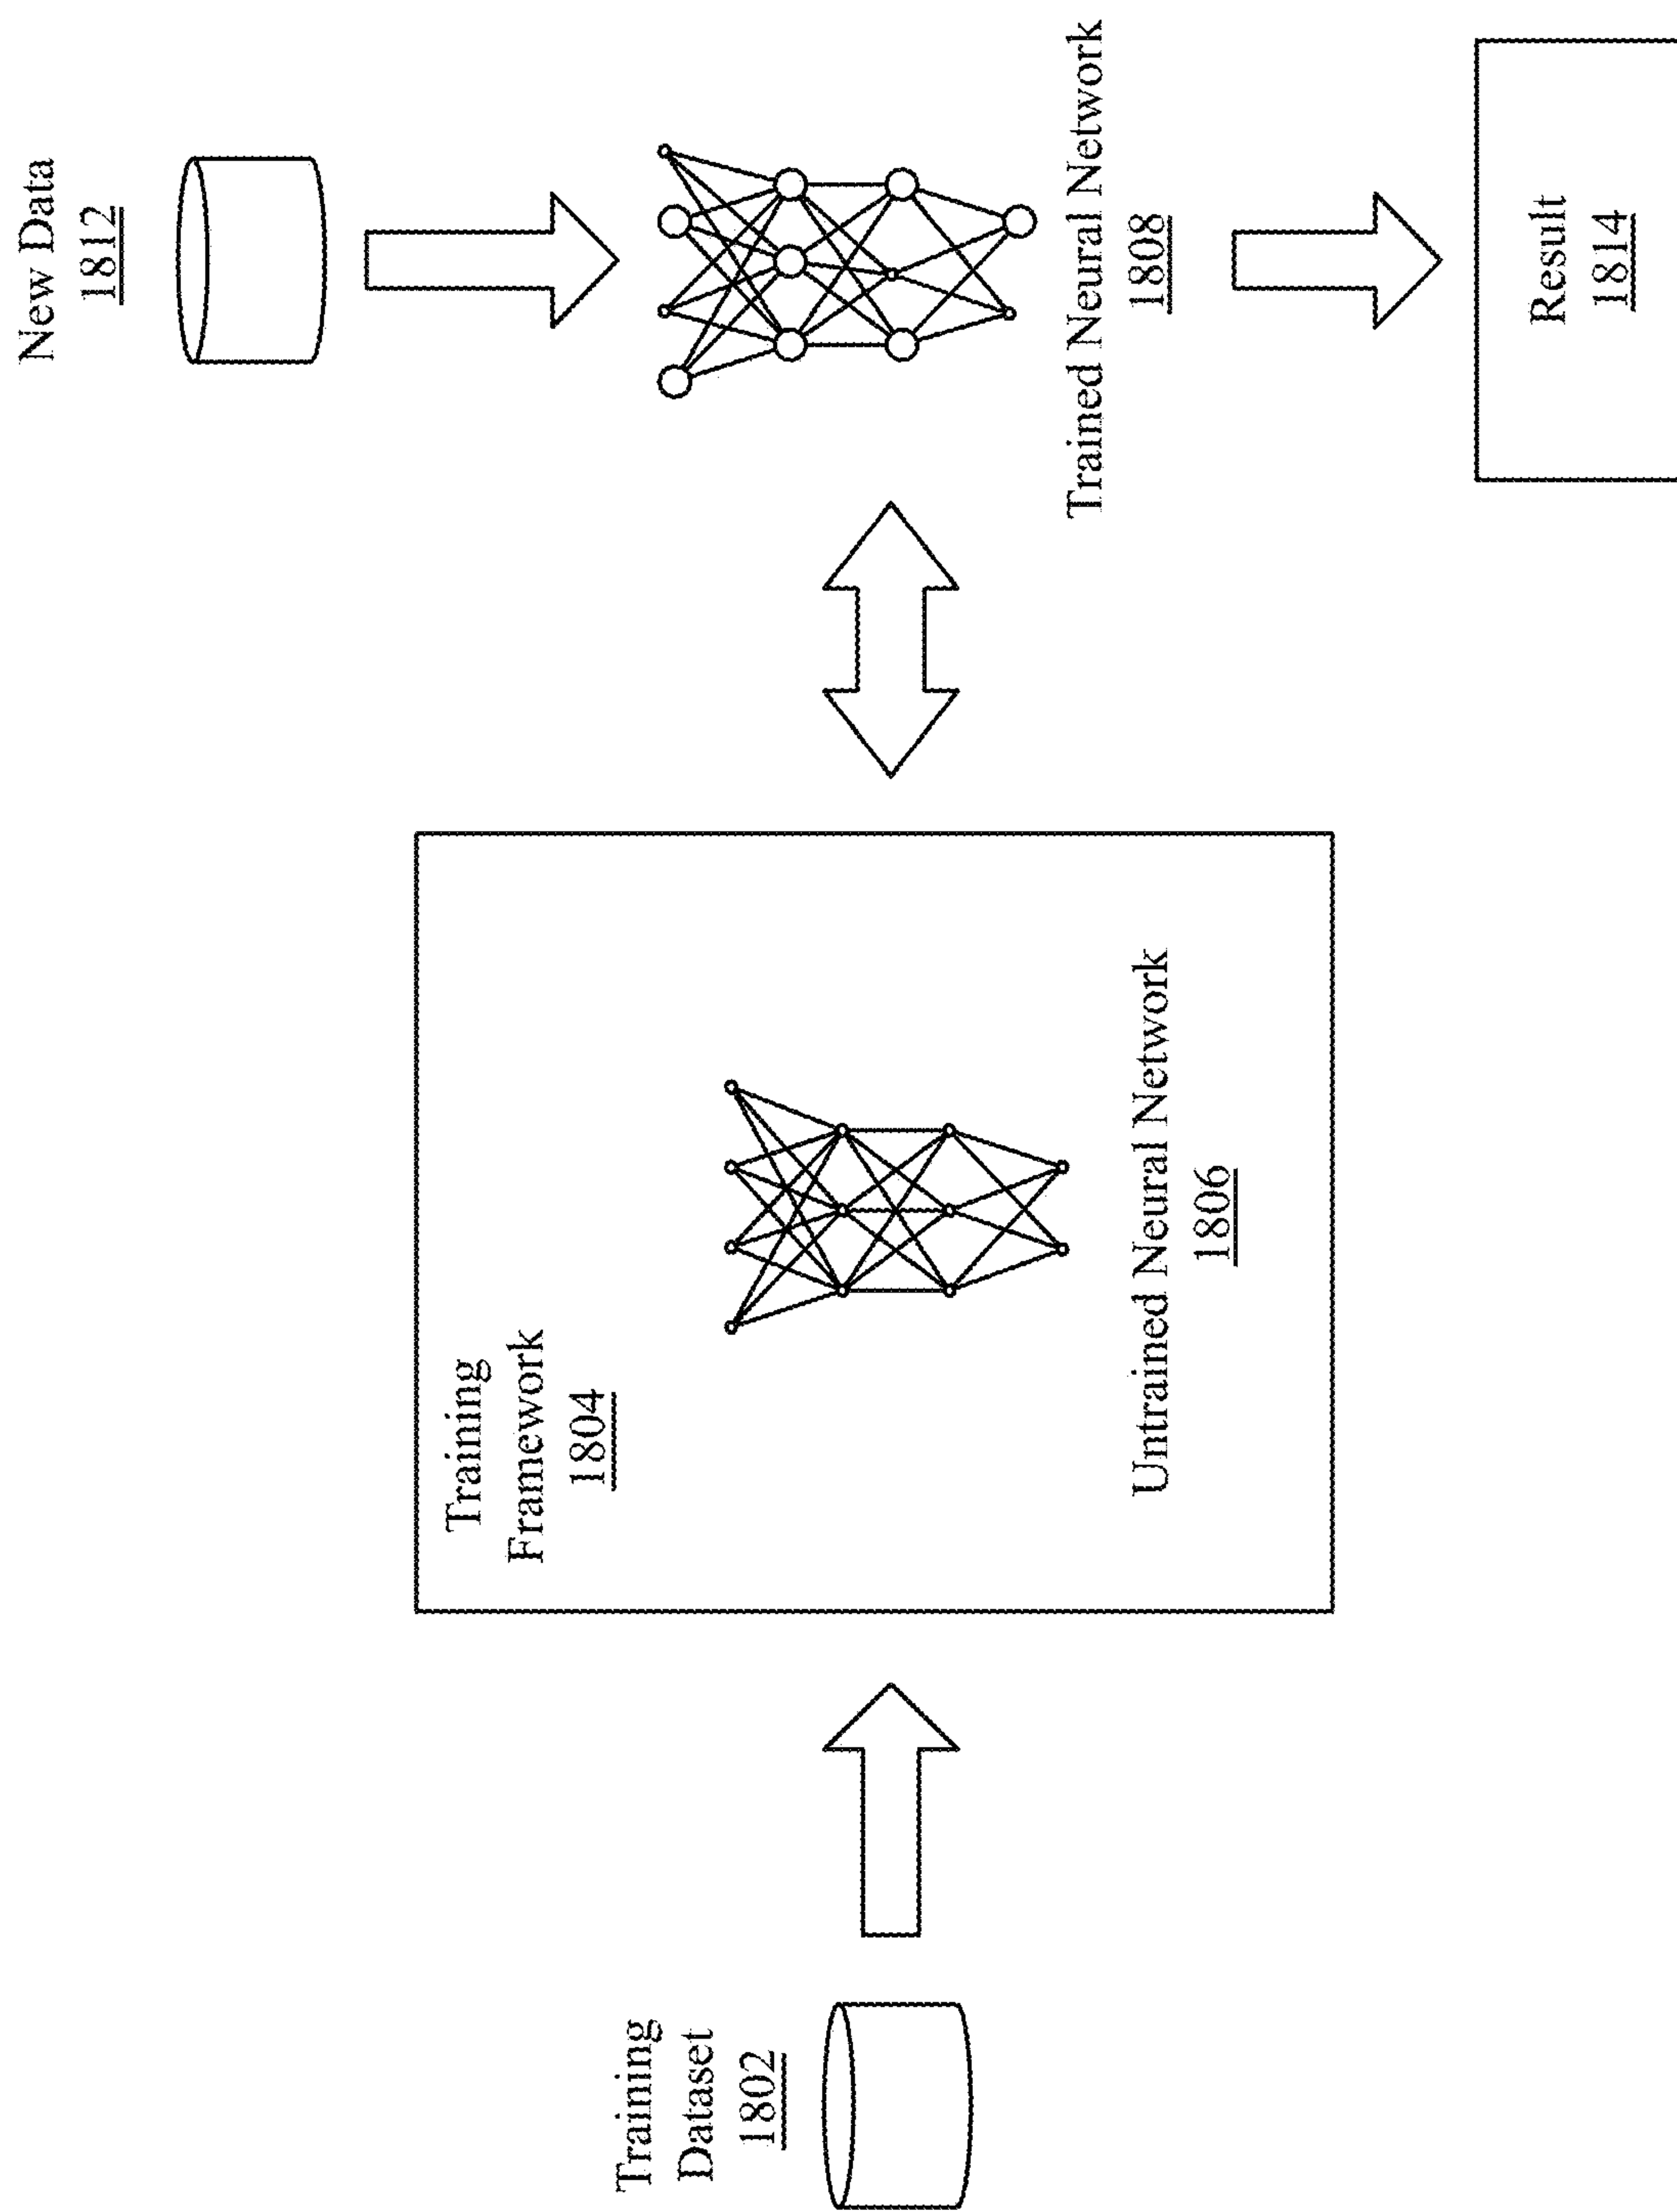 Training
Dataset
1802
Training
Framework
1804
Untrained Neural Network
1806
New Data
1812
Trained Neural Network
1808
Result
1814